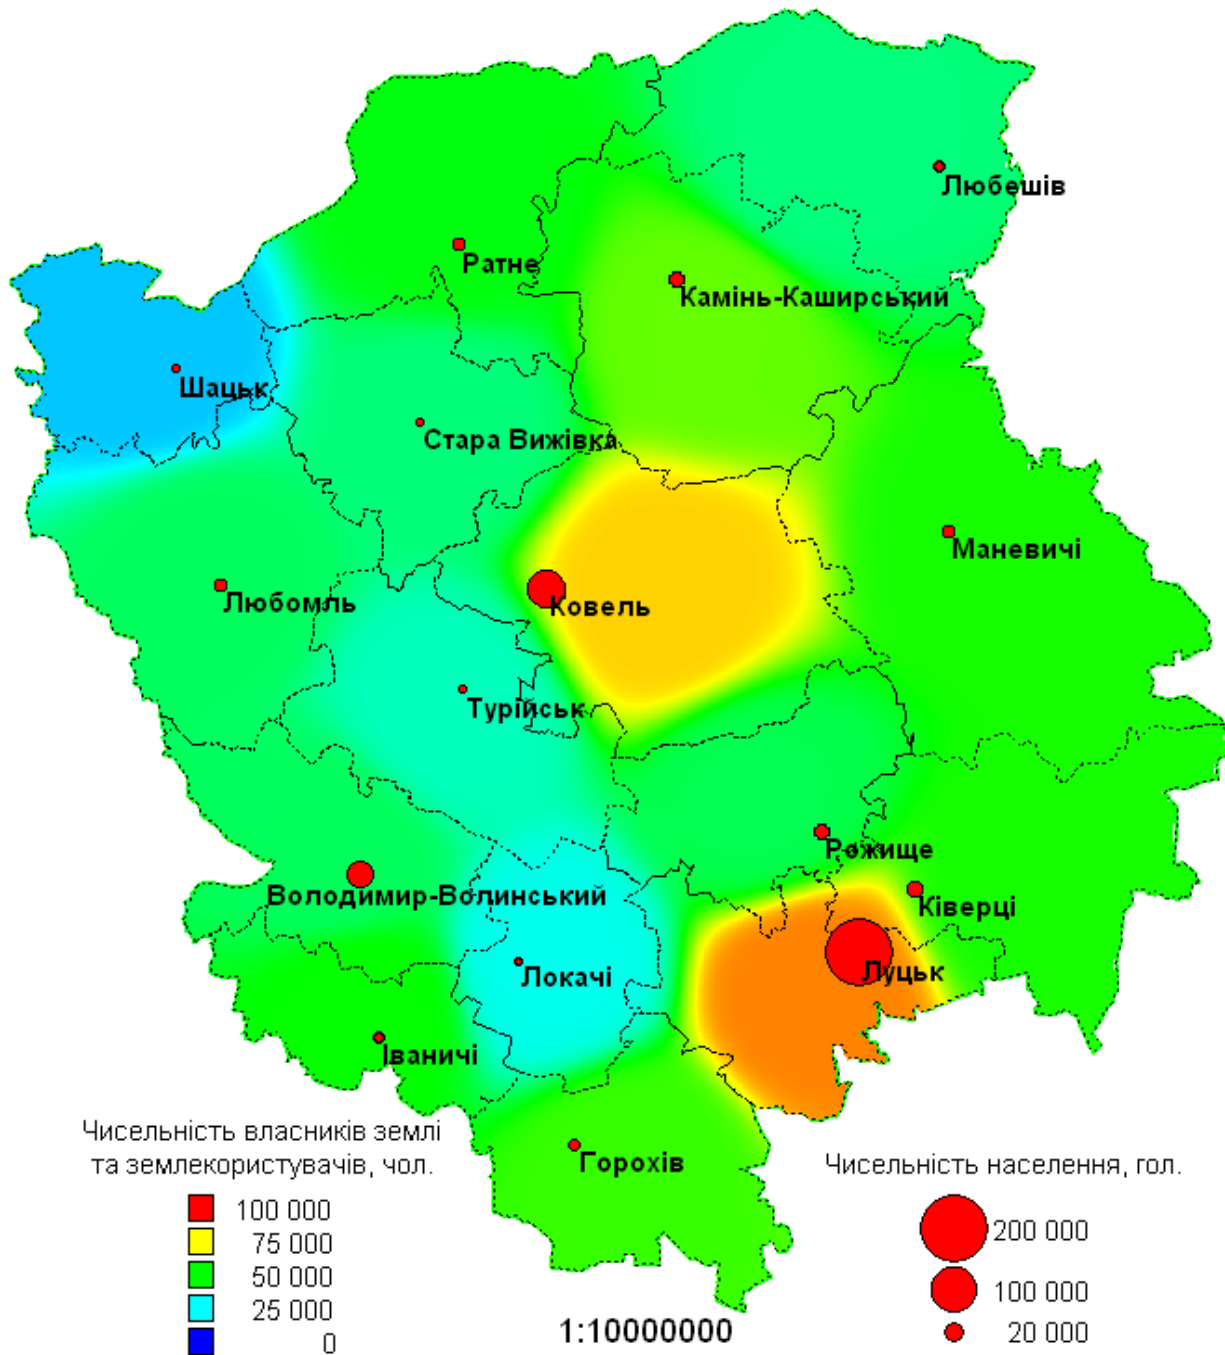 Любешів
Ратне
Камінь-Каширський
Шацьк
Стара Вижівка
Маневичі
Любомль
Ковель
Турійськ
Рожище
Володимир-Волинський
Ківерці
Локачі
Луцьк
Іваничі
Горохів
Чисельність власників землі
та землекористувачів, чол.
100 000
75 000
50 000
25 000
0
1:10000000
Чисельність населення, гол.
200 000
100 000
20 000